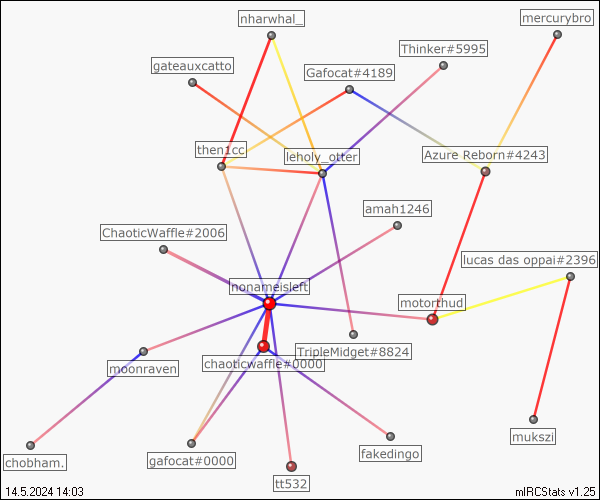 nharwhal_
mercurybro
Thinker#5995
gateauxcatto
Gafocat#4189
then1cc
leholy_otter
Azure Reborn#4243
amah1246
ChaoticWaffle#2006
lucas das oppai#2396
nonameisleft
motorthud
TripleMidget#8824
chaoticwaffle#0000
moonraven
mukszi
fakedingo
gafocat#0000
chobham.
tt532
14.5.2024 14:03
mIRCStats v1.25